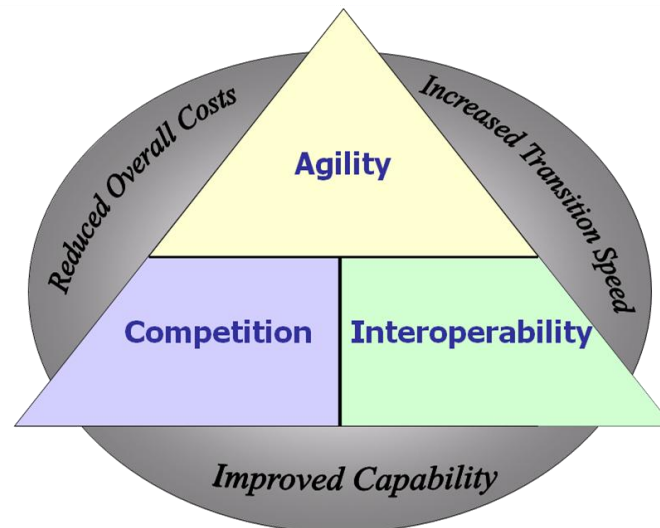 Reduced Overall Costs
Increased Transition Speed
Agility
Competition
Interoperability
Improved Capability